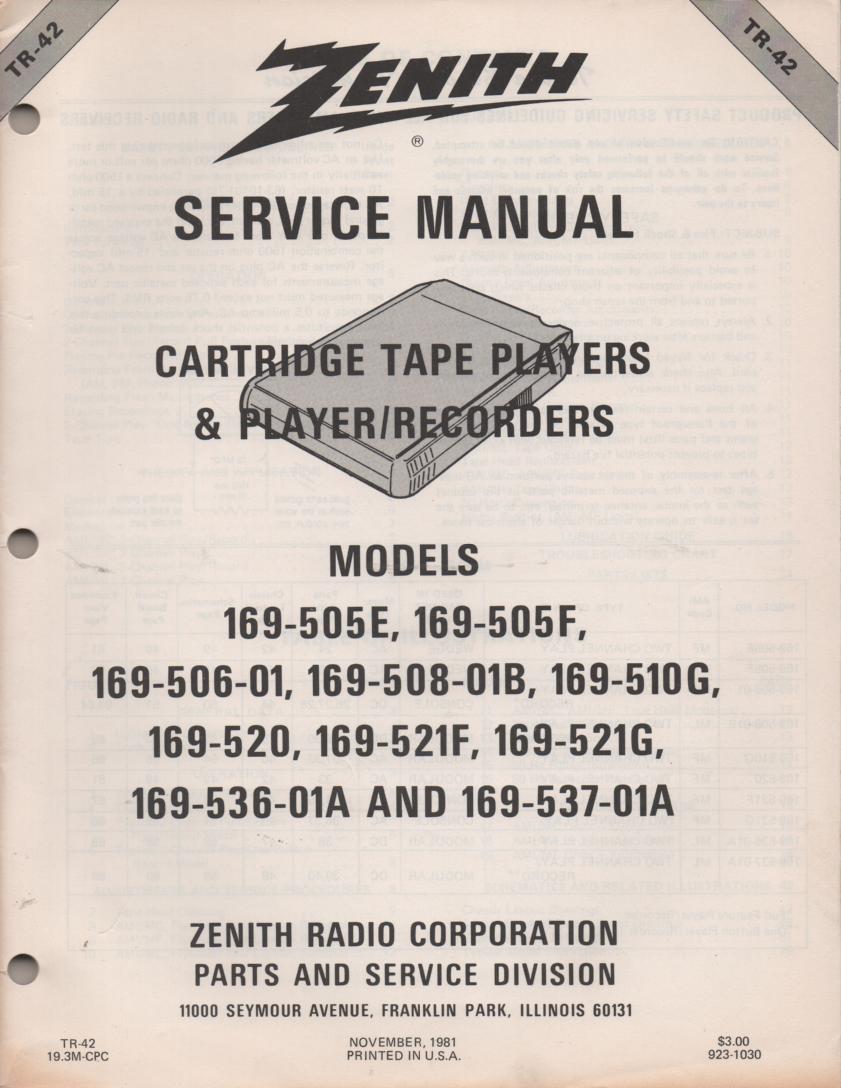 TR-42
TR-42
ZENITH
®
SERVICE MANUAL
CARTRIDGE TAPE PLAYERS
& PLAYER/RECORDERS
MODELS
169-505E, 169-505F,
169-506-01, 169-508-01B, 169-510G,
169-520, 169-521F, 169-521G,
169-536-01A AND 169-537-01A
ZENITH RADIO CORPORATION
PARTS AND SERVICE DIVISION
11000 SEYMOUR AVENUE, FRANKLIN PARK, ILLINOIS 60131
TR-42
19.3M-CPC
NOVEMBER, 1981
PRINTED IN U.S.A.
$3.00
923-1030